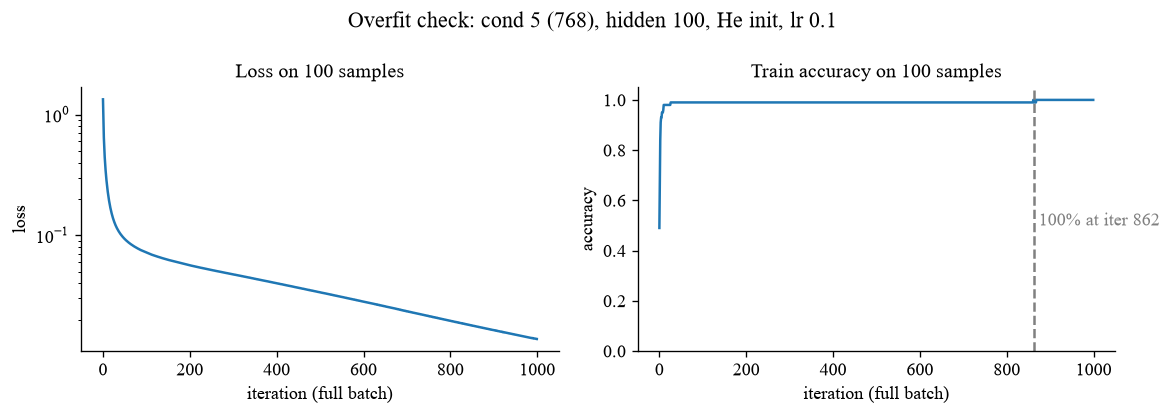 Overfit check: cond 5 (768), hidden 100, He init, lr 0.1
Loss on 100 samples
10⁰
10⁻¹
loss
0 200 400 600 800 1000
iteration (full batch)
Train accuracy on 100 samples
1.0
0.8
0.6
0.4
0.2
0.0
accuracy
100% at iter 862
0 200 400 600 800 1000
iteration (full batch)